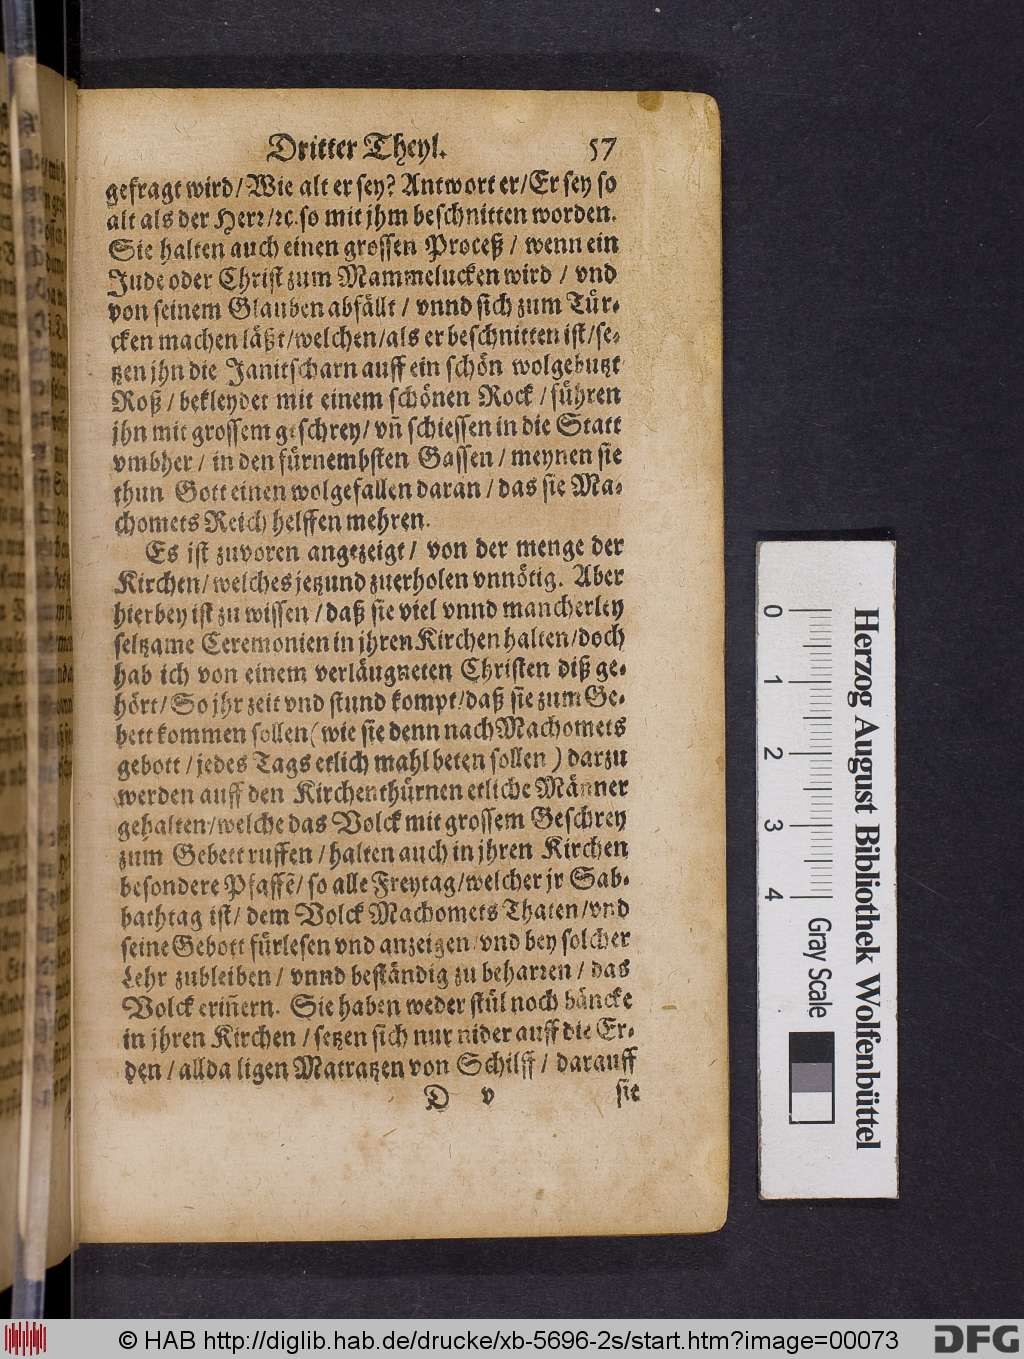 Dritter Theyl. 57
gefragt wird/ Wie alt er sey? Antwort er/ Er sey so
alt als der Herr/ ꝛc. so mit jhm beschnitten worden.
Sie halten auch einen grossen Proceß / wenn ein
Jude oder Christ zum Mammelucken wird / vnd
von seinem Glauben abfällt / vnnd sich zum Tür-
cken machen läßt/ welchen/ als er beschnitten ist/ se-
tzen jhn die Janitscharn auff ein schön wolgebutzt
Roß / bekleydet mit einem schönen Rock / führen
jhn mit grossem geschrey/ vñ schiessen in die Statt
vmbher / in den fürnembsten Gassen / meynen sie
thun Gott einen wolgefallen daran / das sie Ma-
chomets Reich helffen mehren.
Es ist zuvoren angezeigt / von der menge der
Kirchen/ welches jetzund zuerholen vnnötig. Aber
hierbey ist zu wissen / daß sie viel vnnd mancherley
seltzame Ceremonien in jhren Kirchen halten/ doch
hab ich von einem verläugneten Christen diß ge-
hört/ So jhr zeit vnd stund kompt/ daß sie zum Ge-
bett kommen sollen ( wie sie denn nach Machomets
gebott / jedes Tags etlich mahl beten sollen ) darzu
werden auff den Kirchenthürnen etliche Männer
gehalten/ welche das Volck mit grossem Geschrey
zum Gebett ruffen / halten auch in jhren Kirchen
besondere Pfaffē/ so alle Freytag/ welcher jr Sab-
bathtag ist/ dem Volck Machomets Thaten/ vnd
seine Gebott fürlesen vnd anzeigen/ vnd bey solcher
Lehr zubleiben / vnnd beständig zu beharren / das
Volck eriñern. Sie haben weder stül noch bäncke
in jhren Kirchen / setzen sich nur nider auff die Er-
den / allda ligen Matratzen von Schilff / darauff
D v sie
0 1 2 3 4
Gray Scale
Herzog August Bibliothek Wolfenbüttel
© HAB http://diglib.hab.de/drucke/xb-5696-2s/start.htm?image=00073
DFG